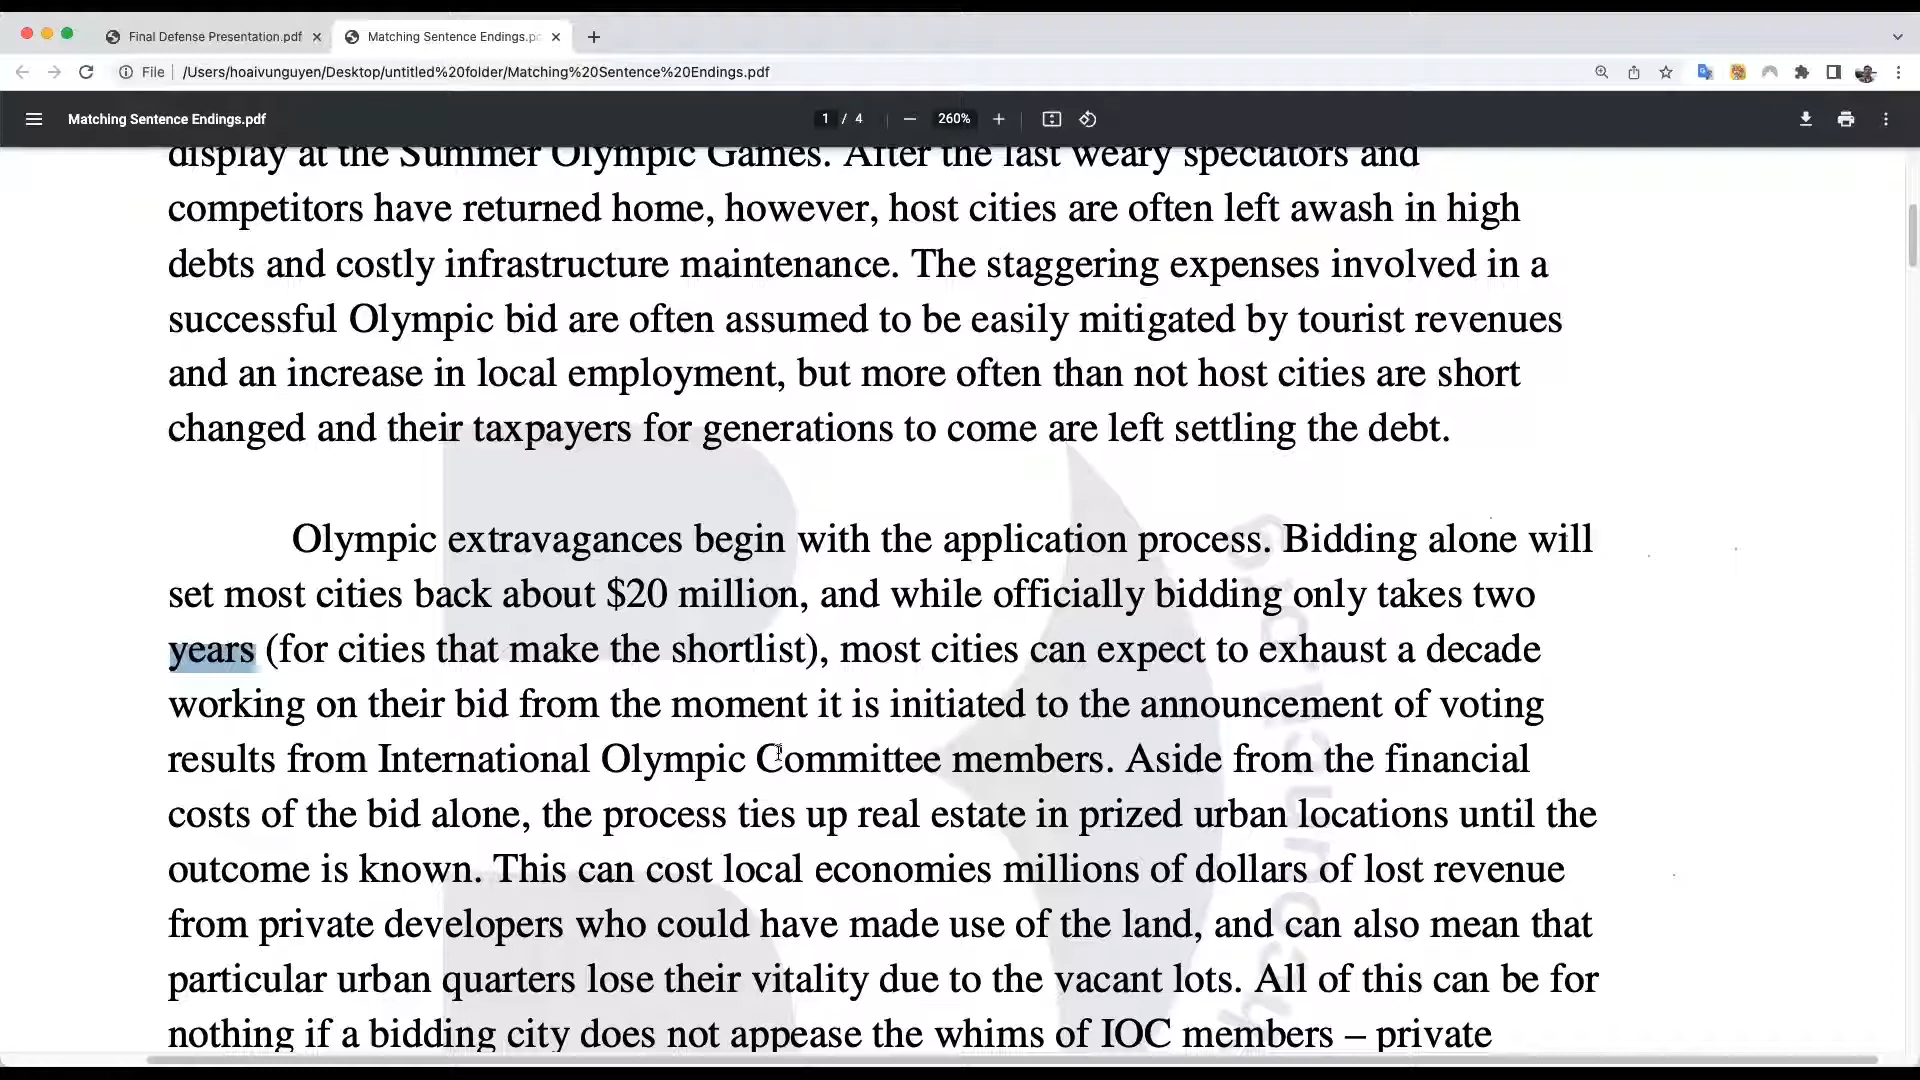 Final Defense Presentation.pdf
Matching Sentence Endings.p
File /Users/hoaivunguyen/Desktop/untitled%20folder/Matching%20Sentence%20Endings.pdf
Matching Sentence Endings.pdf 1 / 4 260%
display at the Summer Olympic Games. After the last weary spectators and
competitors have returned home, however, host cities are often left awash in high
debts and costly infrastructure maintenance. The staggering expenses involved in a
successful Olympic bid are often assumed to be easily mitigated by tourist revenues
and an increase in local employment, but more often than not host cities are short
changed and their taxpayers for generations to come are left settling the debt.
Olympic extravagances begin with the application process. Bidding alone will
set most cities back about $20 million, and while officially bidding only takes two
years (for cities that make the shortlist), most cities can expect to exhaust a decade
working on their bid from the moment it is initiated to the announcement of voting
results from International Olympic Committee members. Aside from the financial
costs of the bid alone, the process ties up real estate in prized urban locations until the
outcome is known. This can cost local economies millions of dollars of lost revenue
from private developers who could have made use of the land, and can also mean that
particular urban quarters lose their vitality due to the vacant lots. All of this can be for
nothing if a bidding city does not appease the whims of IOC members – private